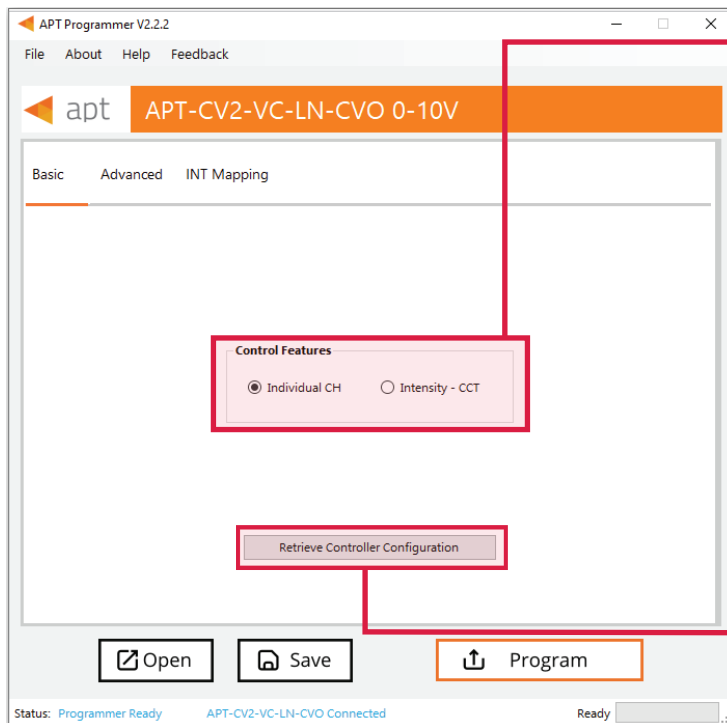 APT Programmer V2.2.2
File About Help Feedback
apt APT-CV2-VC-LN-CVO 0-10V
Basic Advanced INT Mapping
Control Features
Individual CH Intensity - CCT
Retrieve Controller Configuration
Open Save Program
Status: Programmer Ready APT-CV2-VC-LN-CVO Connected Ready